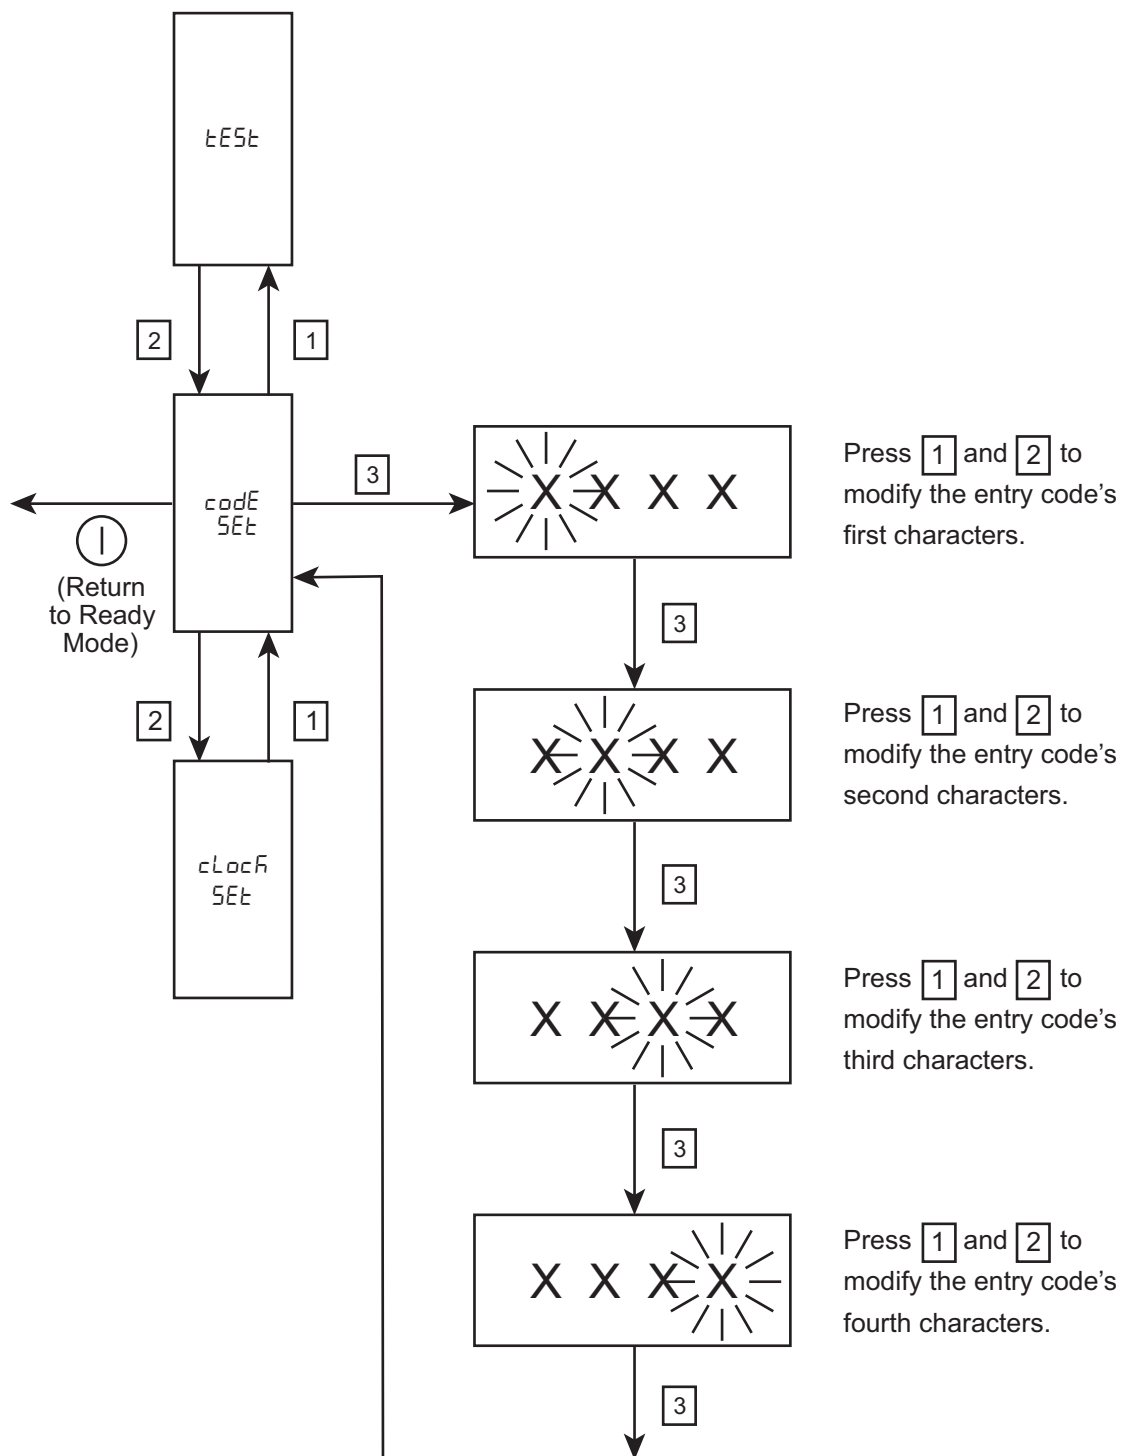 tESt
2
1
codE
SEt
3
(Return
to Ready
Mode)
2
1
cLocK
SEt
X X X X
Press 1 and 2 to
modify the entry code's
first characters.
3
X X X X
Press 1 and 2 to
modify the entry code's
second characters.
3
X X X X
Press 1 and 2 to
modify the entry code's
third characters.
3
X X X X
Press 1 and 2 to
modify the entry code's
fourth characters.
3